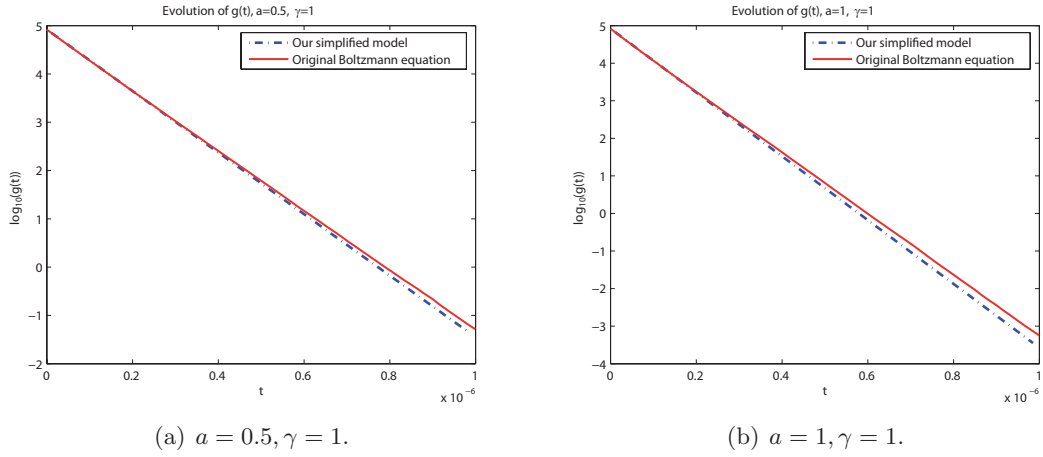 Evolution of g(t), a=0.5, γ=1
Our simplified model
Original Boltzmann equation
log10(g(t))
5
4
3
2
1
0
−1
−2
0
0.2
0.4
0.6
0.8
1
t
x 10 −6
(a) a = 0.5, γ = 1.
Evolution of g(t), a=1, γ=1
Our simplified model
Original Boltzmann equation
log10(g(t))
5
4
3
2
1
0
−1
−2
−3
−4
0
0.2
0.4
0.6
0.8
1
t
x 10 −6
(b) a = 1, γ = 1.